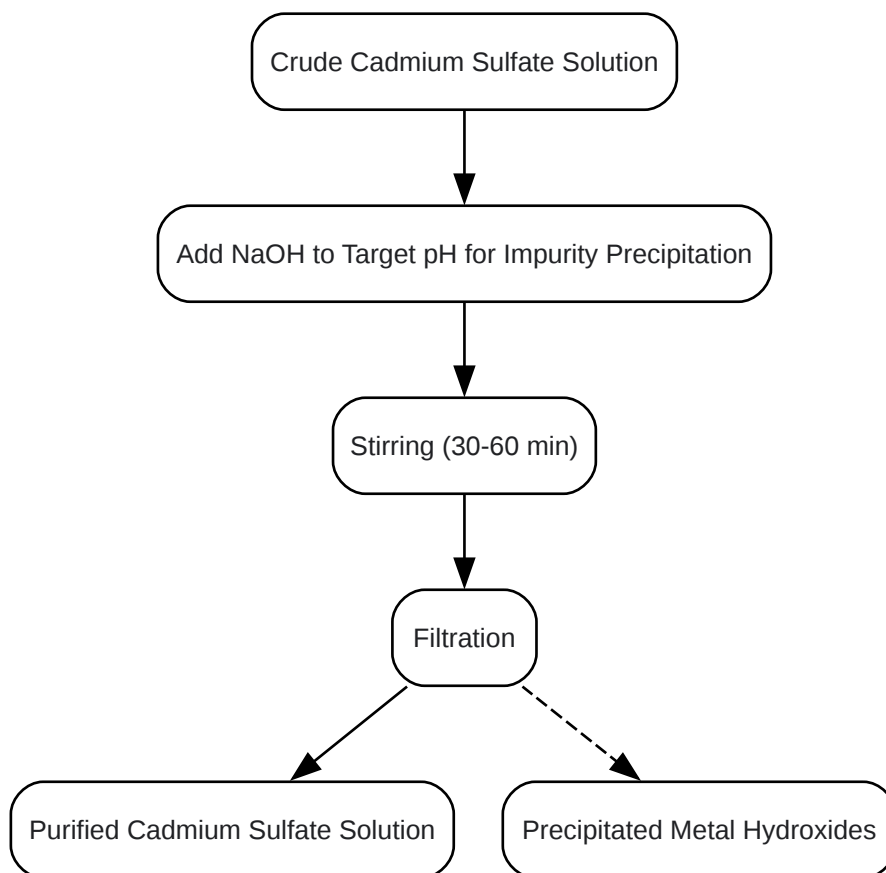 Crude Cadmium Sulfate Solution
Add NaOH to Target pH for Impurity Precipitation
Stirring (30-60 min)
Filtration
Purified Cadmium Sulfate Solution
Precipitated Metal Hydroxides